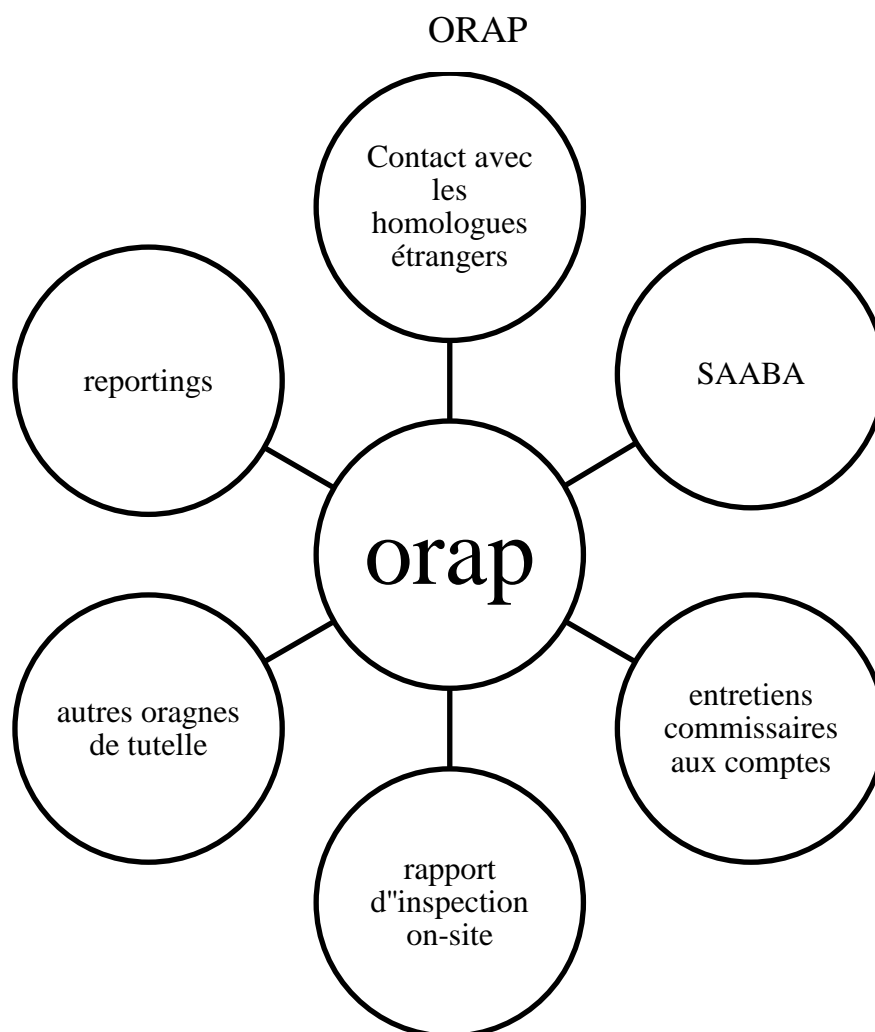 ORAP
Contact avec
les
homologues
étrangers
SAABA
entretiens
commissaires
aux comptes
rapport
d"inspection
on-site
autres oragnes
de tutelle
reportings
orap